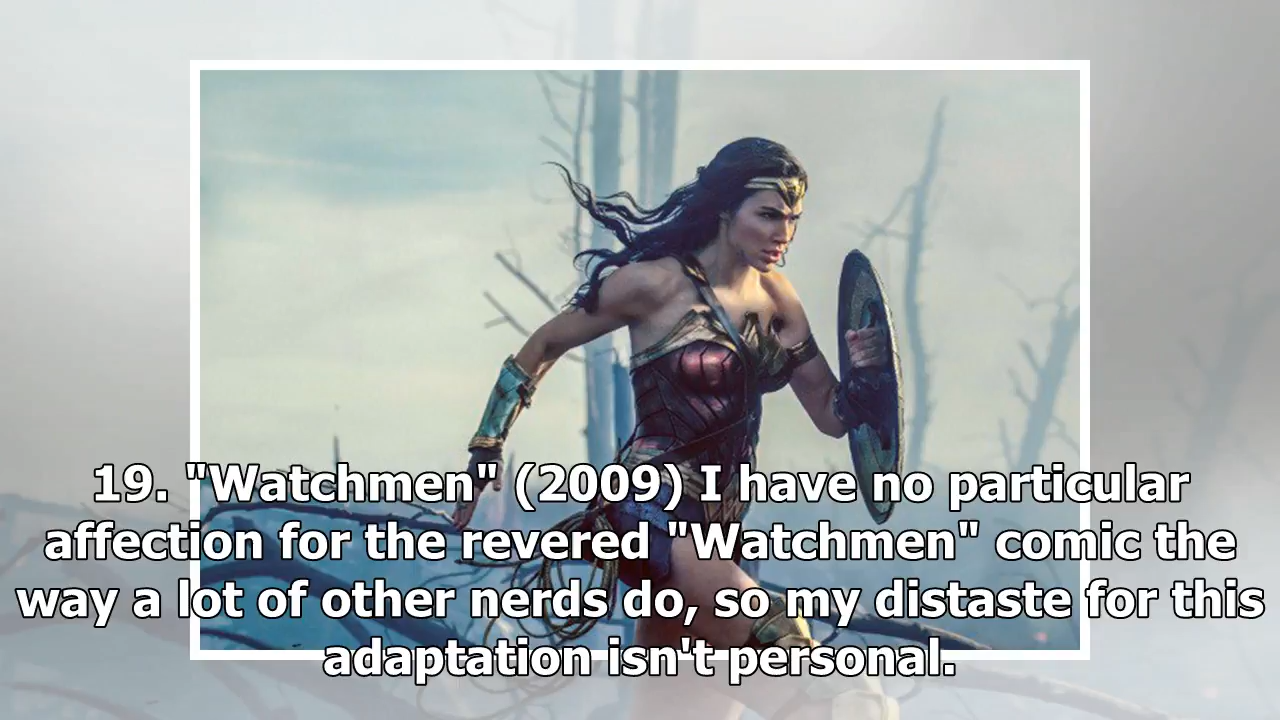 19. "Watchmen" (2009) I have no particular
affection for the revered "Watchmen" comic the
way a lot of other nerds do, so my distaste for this
adaptation isn't personal.